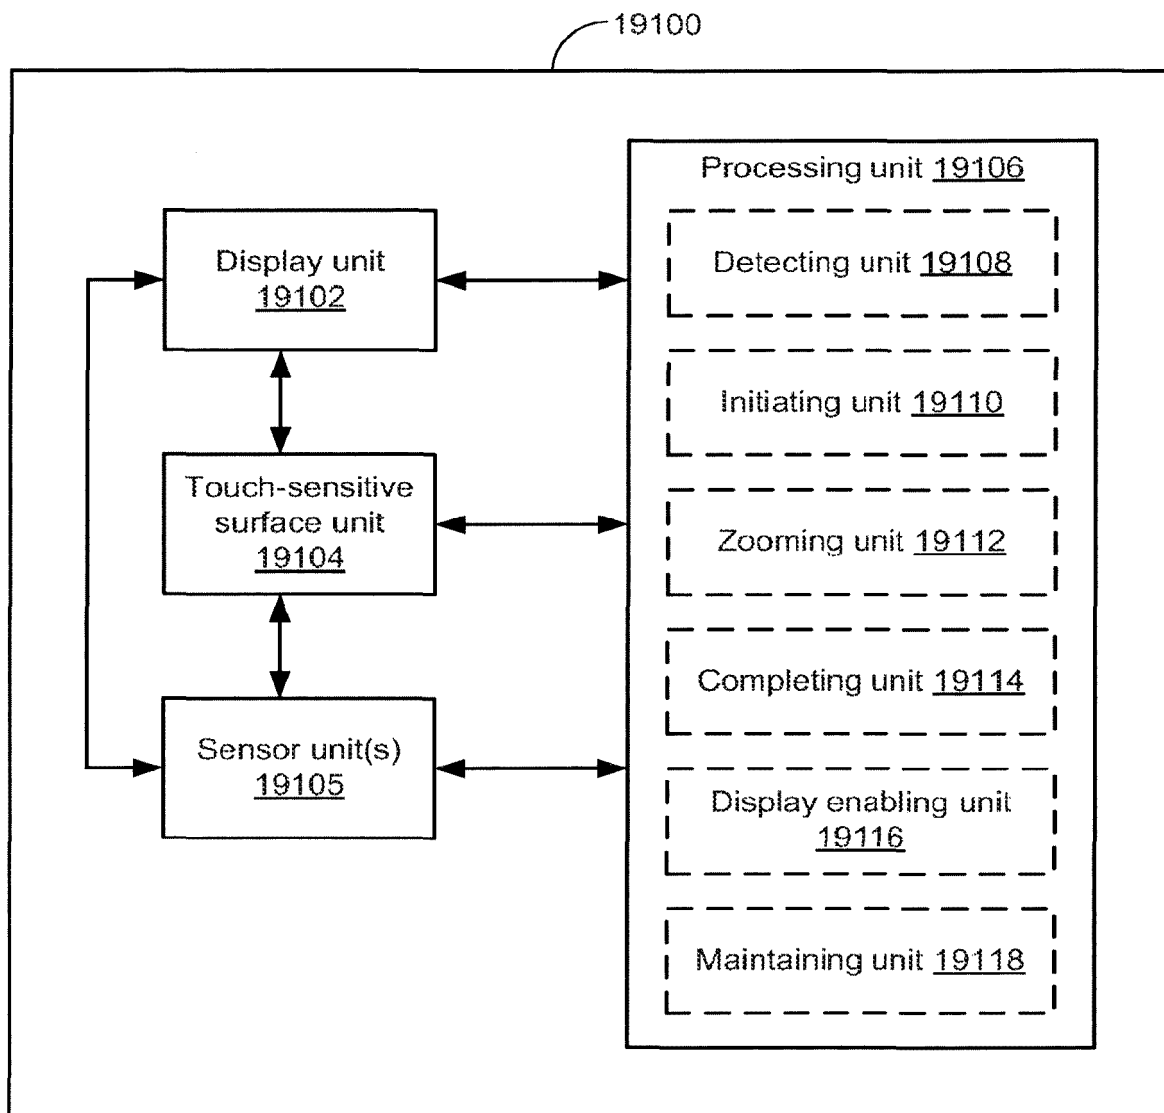 19100
Processing unit 19106
Display unit
19102
Touch-sensitive
surface unit
19104
Sensor unit(s)
19105
Detecting unit 19108
Initiating unit 19110
Zooming unit 19112
Completing unit 19114
Display enabling unit
19116
Maintaining unit 19118